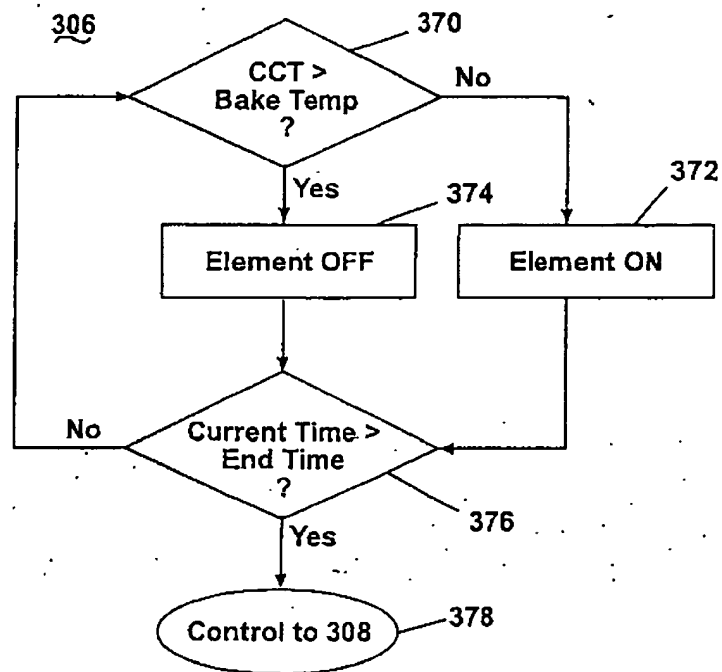 306
370
CCT >
Bake Temp
?
No
Yes
374
372
Element OFF
Element ON
No
Current Time >
End Time
?
376
Yes
Control to 308
378